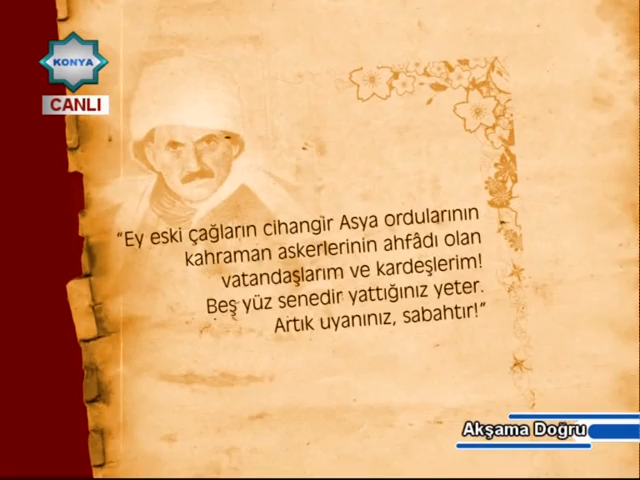 KONYA
CANLI
“Ey eski çağların cihangir Asya ordularının
kahraman askerlerinin ahfâdı olan
vatandaşlarım ve kardeşlerim!
Beş yüz senedir yattığınız yeter.
Artık uyanınız, sabahtır!”
Akşama Doğru